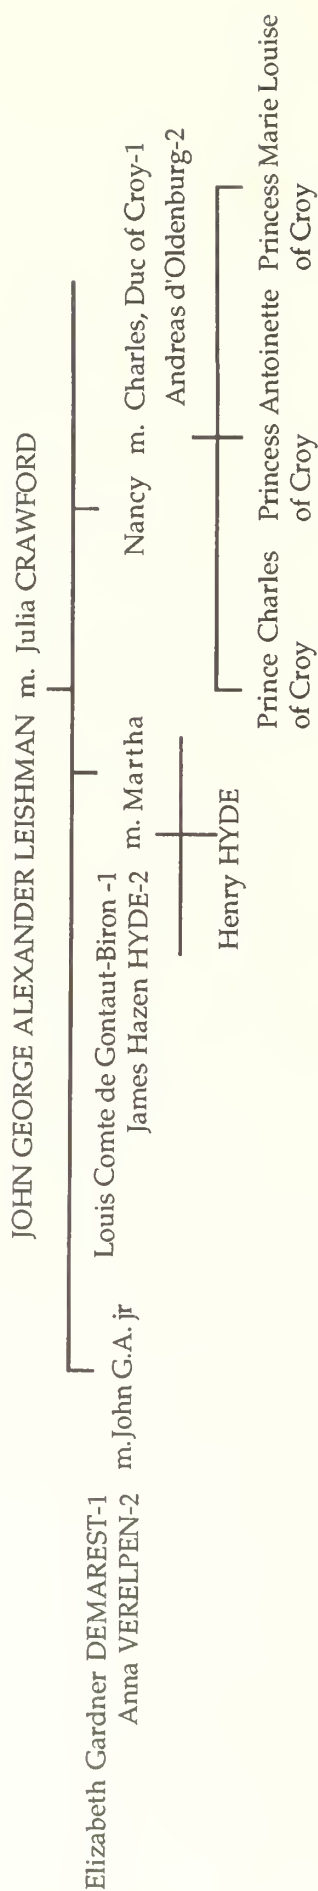 JOHN GEORGE ALEXANDER LEISHMAN m. Julia CRAWFORD
Elizabeth Gardner DEMAREST-1
Anna VERELPEN-2 m.John G.A. jr
Louis Comte de Gontaut-Biron -1
James Hazen HYDE-2 m. Martha
Nancy m. Charles, Duc of Croy-1
Andreas d'Oldenburg-2
Henry HYDE
Prince Charles
of Croy
Princess Antoinette
of Croy
Princess Marie Louise
of Croy